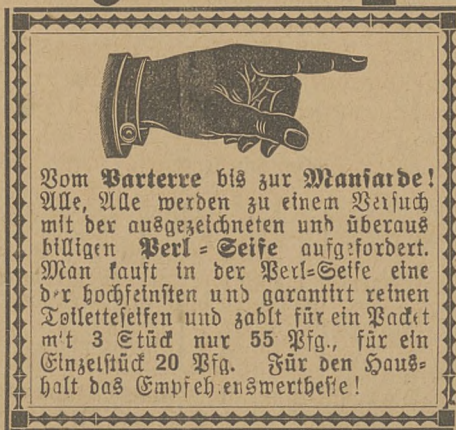 Vom Parterre bis zur Mansarde!
Alle, Alle werden zu einem Versuch
mit der ausgezeichneten und überaus
billigen Perl=Seife aufgefordert.
Man kauft in der Perl=Seife eine
der hochfeinsten und garantirt reinen
Toiletteseifen und zahlt für ein Packet
mit 3 Stück nur 55 Pfg., für ein
Einzelstück 20 Pfg. Für den Haus=
halt das Empfehlenswertheste!